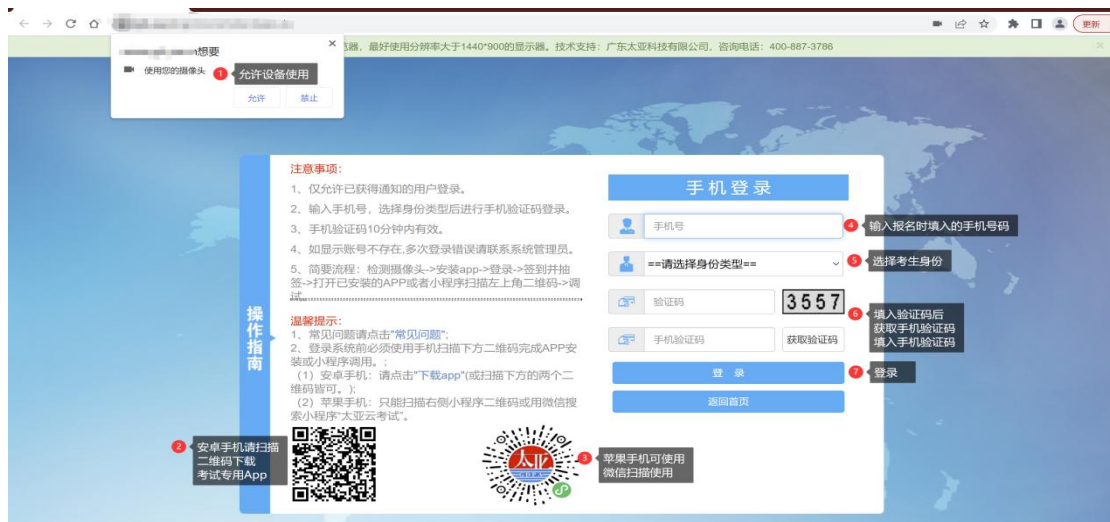 更新
想要
使用您的摄像头
1
允许设备使用
允许
禁止
览器，最好使用分辨率大于1440*900的显示器。技术支持：广东太亚科技有限公司，咨询电话：400-887-3786
注意事项：
1、仅允许已获得通知的用户登录。
2、输入手机号，选择身份类型后进行手机验证码登录。
3、手机验证码10分钟内有效。
4、如显示账号不存在,多次登录错误请联系系统管理员。
5、简要流程：检测摄像头->安装app->登录->签到并抽
签->打开已安装的APP或者小程序扫描左上角二维码->调
试
操作指南
温馨提示：
1、常见问题请点击"常见问题";
2、登录系统前必须使用手机扫描下方二维码完成APP安
装或小程序调用。;
（1）安卓手机：请点击"下载app"(或扫描下方的两个二
维码皆可。);
（2）苹果手机：只能扫描右侧小程序二维码或用微信搜
索小程序"太亚云考试"。
2
安卓手机请扫描
二维码下载
考试专用App
太亚
GDPA
3
苹果手机可使用
微信扫描使用
手机登录
手机号
4
输入报名时填入的手机号码
==请选择身份类型==
5
选择考生身份
验证码
3557
6
填入验证码后
获取手机验证码
填入手机验证码
手机验证码
获取验证码
登 录
7
登录
返回首页